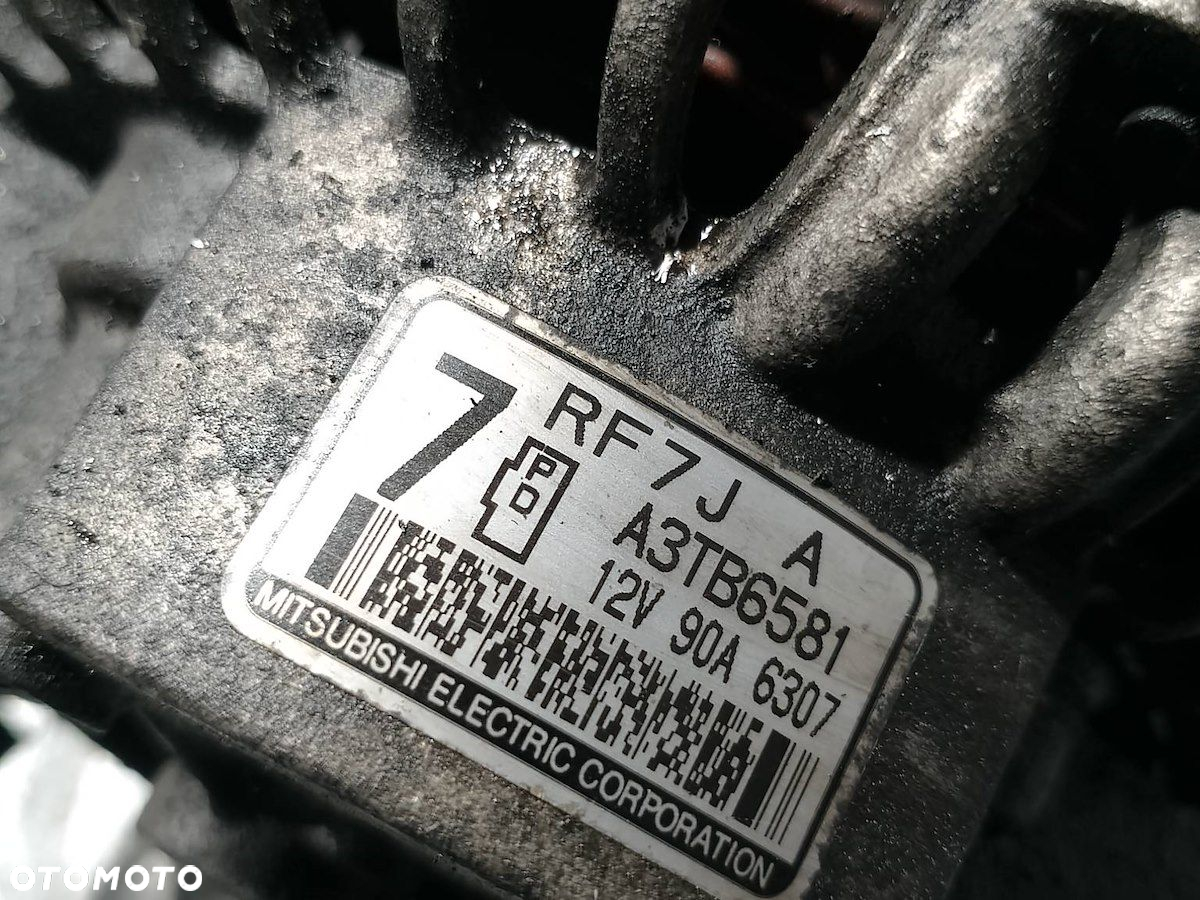 7 RF7J A
PD A3TB6581
12V 90A 6307
MITSUBISHI ELECTRIC CORPORATION
OTOMOTO